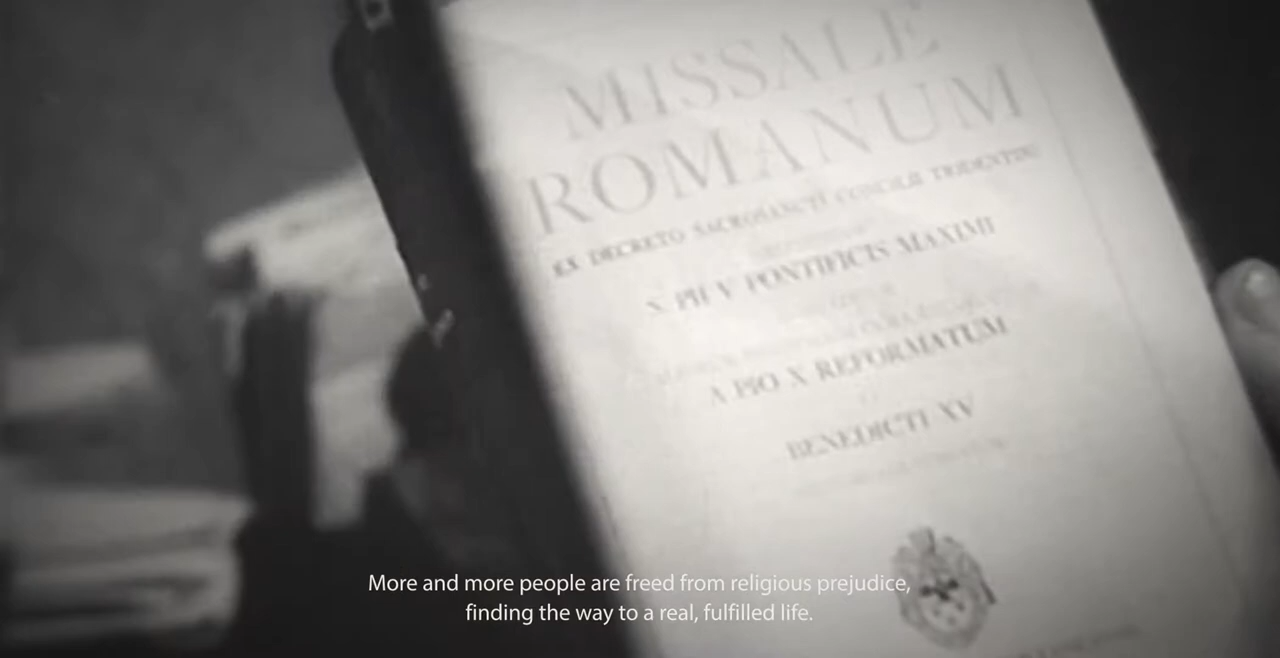 MISSALE
ROMANUM
EX DECRETO SACROSANCTI CONCILII TRIDENTINI
PII V PONTIFICIS MAXIMI
A PIO X REFORMATUM
BENEDICTI XV
More and more people are freed from religious prejudice,
finding the way to a real, fulfilled life.